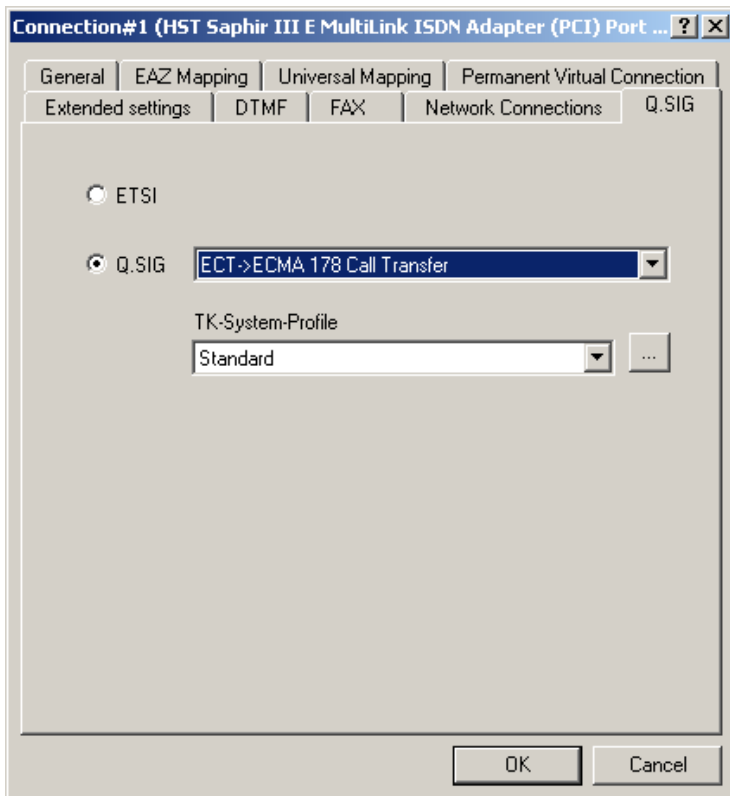 Connection#1 (HST Saphir III E MultiLink ISDN Adapter (PCI) Port ...
General EAZ Mapping Universal Mapping Permanent Virtual Connection
Extended settings DTMF FAX Network Connections Q.SIG
ETSI
Q.SIG ECT->ECMA 178 Call Transfer
TK-System-Profile
Standard ...
OK Cancel